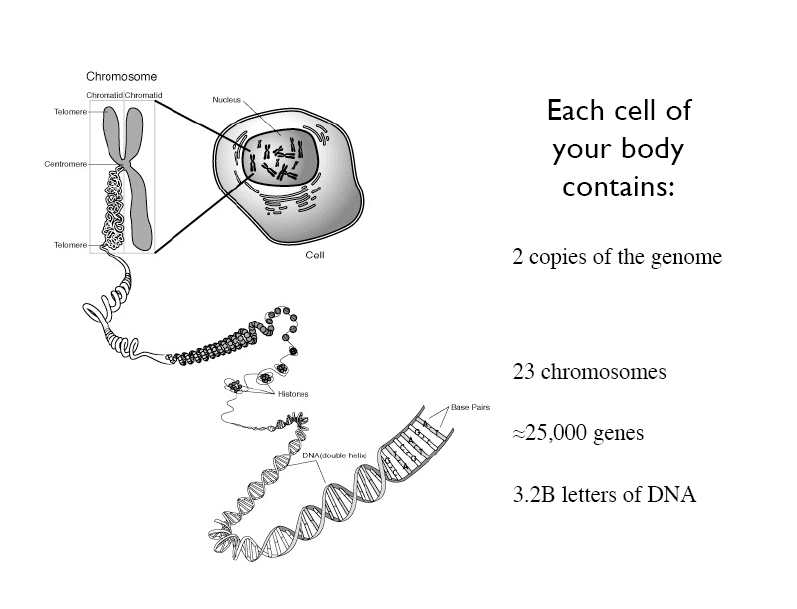 Chromosome
Chromatid Chromatid
Telomere
Centromere
Telomere
Nucleus
Cell
Histones
DNA(double helix)
Base Pairs
Each cell of
your body
contains:
2 copies of the genome
23 chromosomes
≈25,000 genes
3.2B letters of DNA